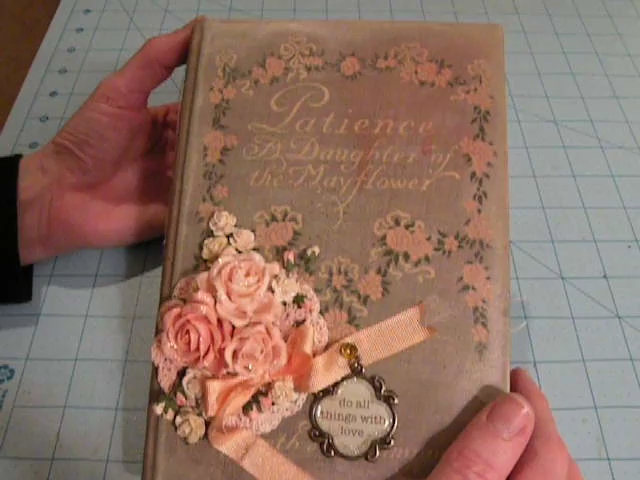 Patience
A Daughter of
the Mayflower
do all
things with
love